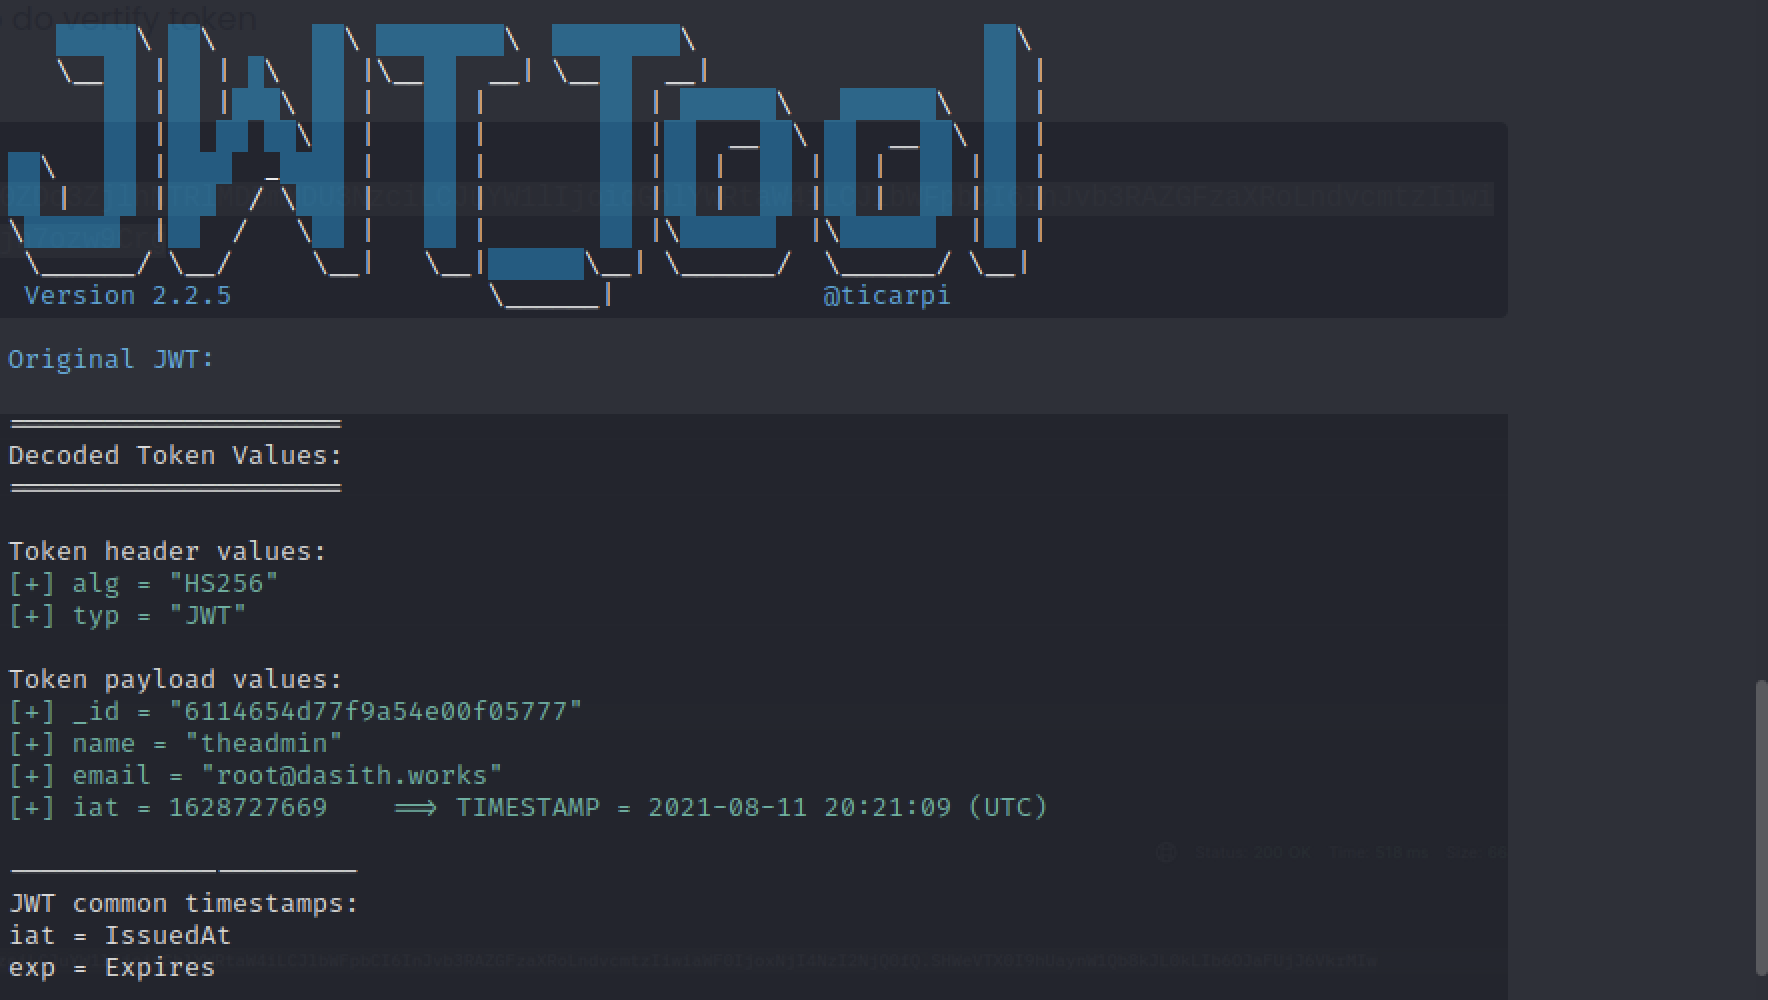 do vertify token
JWT_Tool
Version 2.2.5 @ticarpi
Original JWT:
Decoded Token Values:
Token header values:
[+] alg = "HS256"
[+] typ = "JWT"
Token payload values:
[+] _id = "6114654d77f9a54e00f05777"
[+] name = "theadmin"
[+] email = "root@dasith.works"
[+] iat = 1628727669 ==> TIMESTAMP = 2021-08-11 20:21:09 (UTC)
Status: 200 OK Time: 518 ms Size:
JWT common timestamps:
iat = IssuedAt
exp = Expires